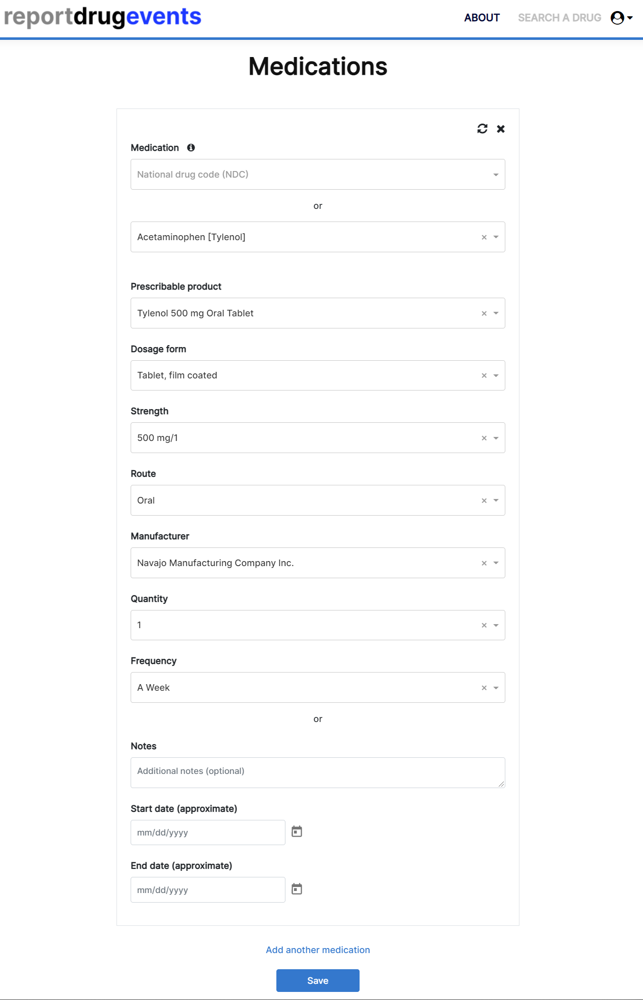 reportdrugevents
ABOUT
SEARCH A DRUG
Medications
Medication
National drug code (NDC)
or
Acetaminophen [Tylenol]
Prescribable product
Tylenol 500 mg Oral Tablet
Dosage form
Tablet, film coated
Strength
500 mg/1
Route
Oral
Manufacturer
Navajo Manufacturing Company Inc.
Quantity
1
Frequency
A Week
or
Notes
Additional notes (optional)
Start date (approximate)
mm/dd/yyyy
End date (approximate)
mm/dd/yyyy
Add another medication
Save